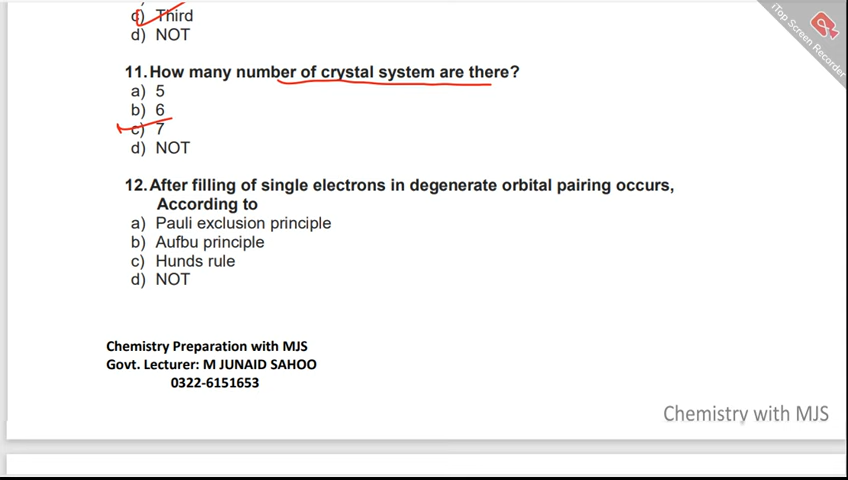 c) Third
d) NOT
11. How many number of crystal system are there?
a) 5
b) 6
c) 7
d) NOT
12. After filling of single electrons in degenerate orbital pairing occurs,
According to
a) Pauli exclusion principle
b) Aufbu principle
c) Hunds rule
d) NOT
Chemistry Preparation with MJS
Govt. Lecturer: M JUNAID SAHOO
0322-6151653
Chemistry with MJS
iTop Screen Recorder